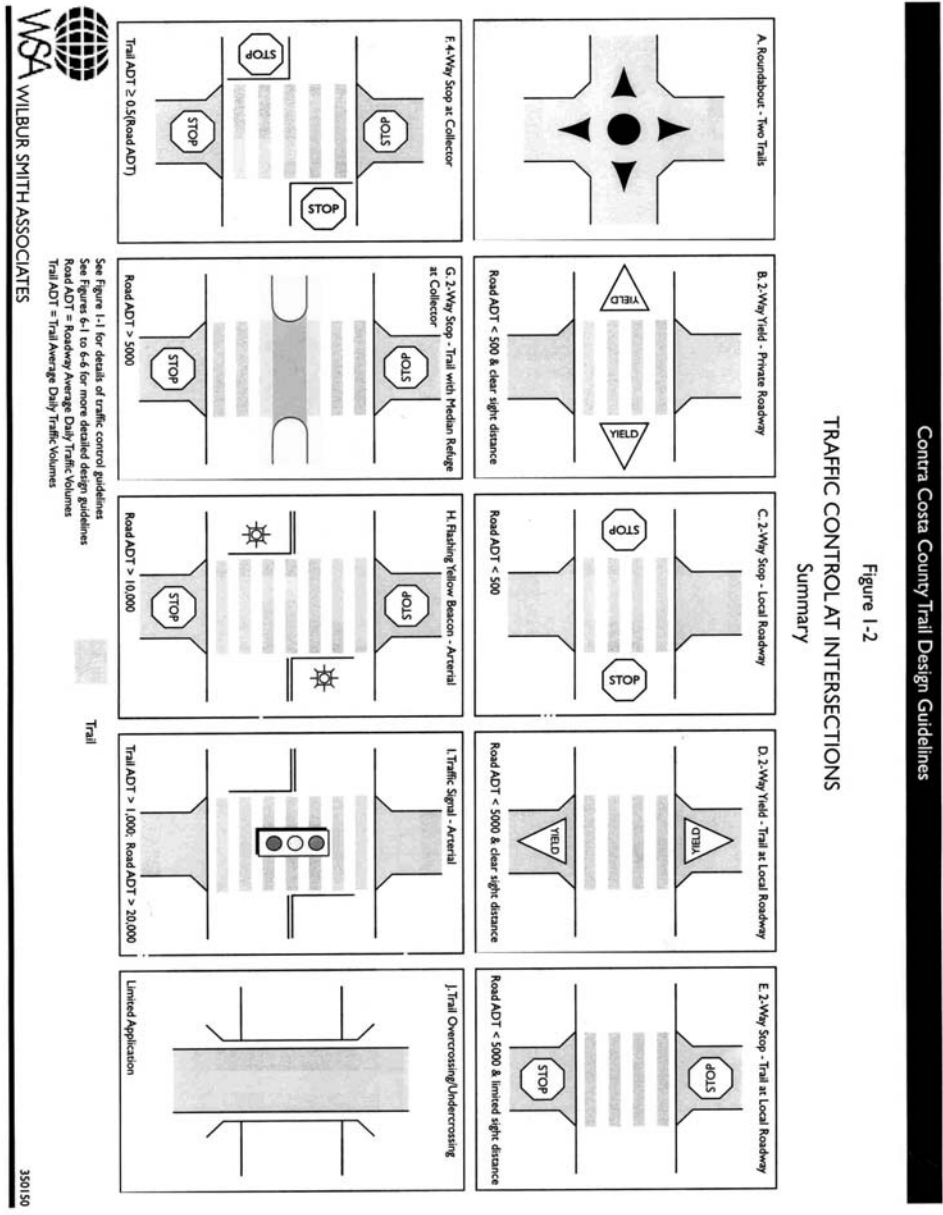 Contra Costa County Trail Design Guidelines
Figure 1-2
TRAFFIC CONTROL AT INTERSECTIONS
Summary
A. Roundabout - Two Trails
B. 2-Way Yield - Private Roadway
YIELD
YIELD
Road ADT < 500 & clear sight distance
C. 2-Way Stop - Local Roadway
STOP
STOP
Road ADT < 500
D. 2-Way Yield - Trail at Local Roadway
YIELD
YIELD
Road ADT < 5000 & clear sight distance
E. 2-Way Stop - Trail at Local Roadway
STOP
STOP
Road ADT < 5000 & limited sight distance
F. 4-Way Stop at Collector
STOP
STOP
STOP
STOP
Trail ADT ≥ 0.5(Road ADT)
G. 2-Way Stop - Trail with Median Refuge
at Collector
STOP
STOP
Road ADT > 5000
H. Flashing Yellow Beacon - Arterial
STOP
STOP
Road ADT > 10,000
I. Traffic Signal - Arterial
Trail ADT > 1,000; Road ADT > 20,000
J. Trail Overcrossing/Undercrossing
Limited Application
See Figure 1-1 for details of traffic control guidelines
See Figures 6-1 to 6-6 for more detailed design guidelines
Road ADT = Roadway Average Daily Traffic Volumes
Trail ADT = Trail Average Daily Traffic Volumes
Trail
WSA WILBUR SMITH ASSOCIATES
350150